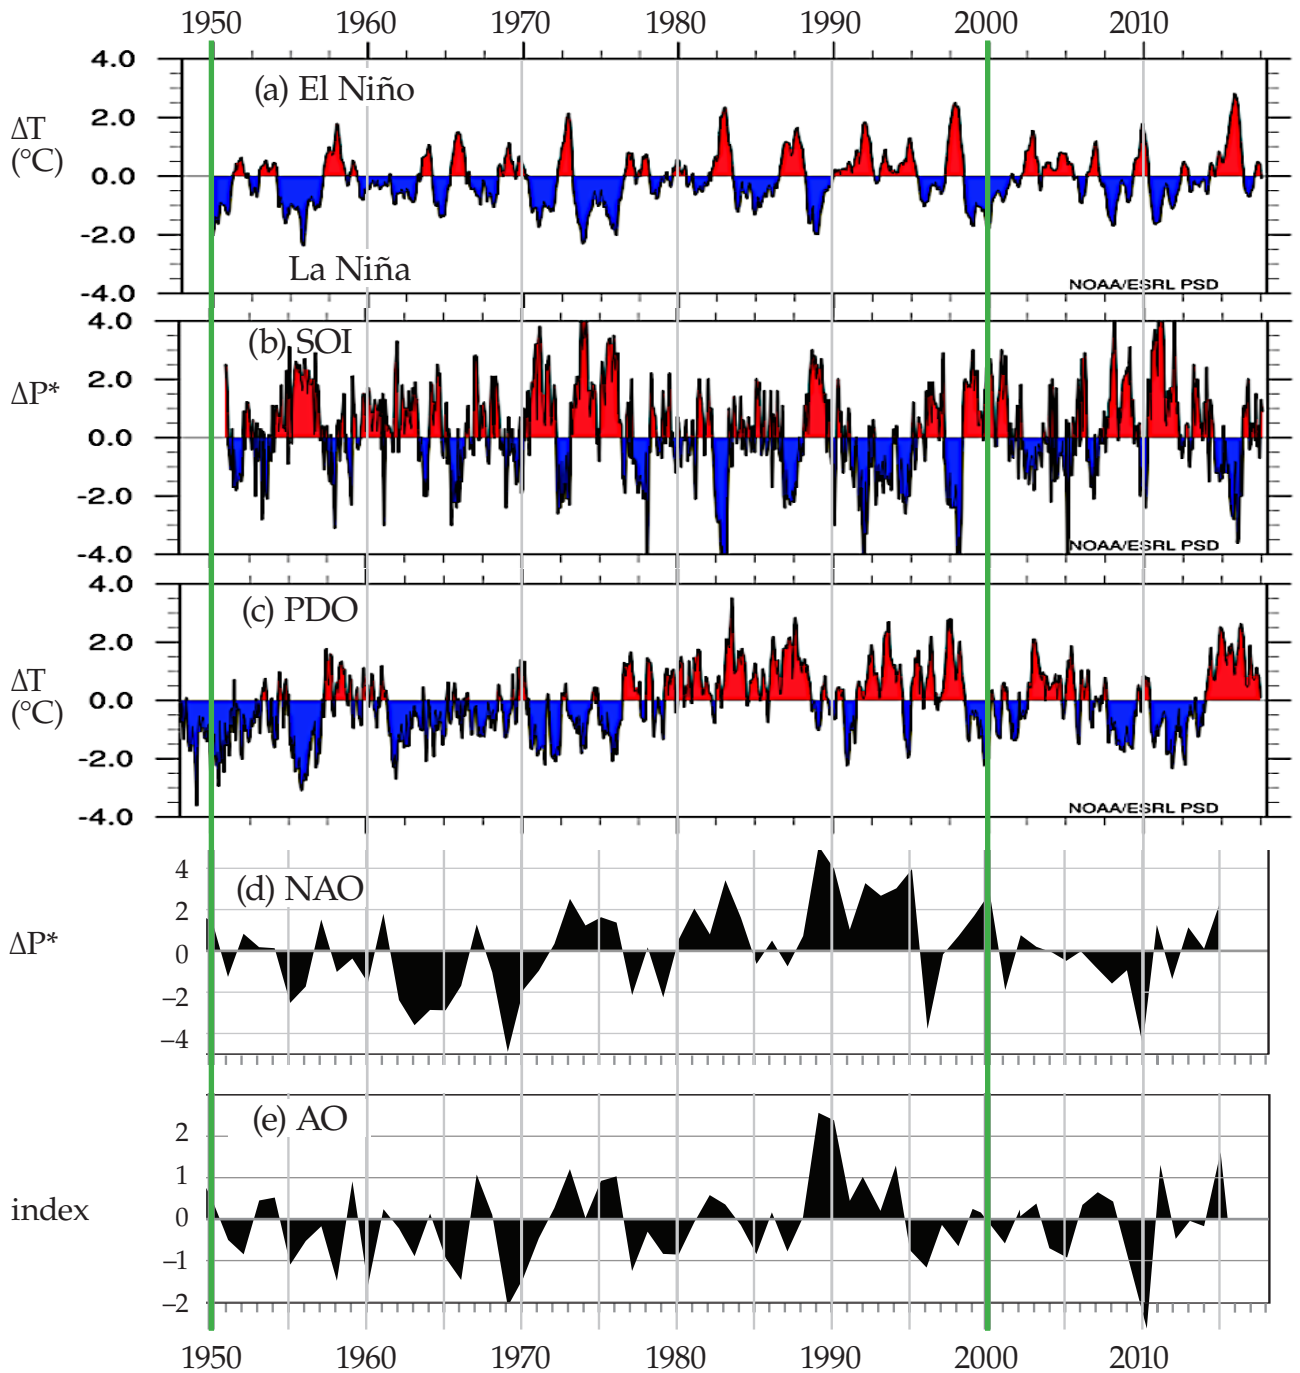 1950 1960 1970 1980 1990 2000 2010
4.0
(a) El Niño
2.0
ΔT
(°C)
0.0
-2.0
La Niña
NOAA/ESRL PSD
-4.0
4.0
(b) SOI
2.0
ΔP*
0.0
-2.0
NOAA/ESRL PSD
-4.0
4.0
(c) PDO
2.0
ΔT
(°C)
0.0
-2.0
NOAA/ESRL PSD
-4.0
4
(d) NAO
2
ΔP*
0
−2
−4
(e) AO
2
1
index
0
−1
−2
1950 1960 1970 1980 1990 2000 2010